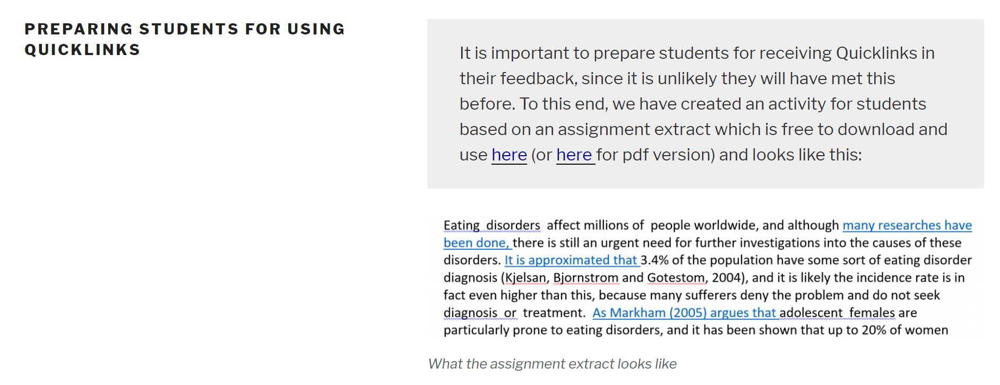 PREPARING STUDENTS FOR USING
QUICKLINKS
It is important to prepare students for receiving Quicklinks in
their feedback, since it is unlikely they will have met this
before. To this end, we have created an activity for students
based on an assignment extract which is free to download and
use here (or here for pdf version) and looks like this:
Eating disorders affect millions of people worldwide, and although many researches have
been done, there is still an urgent need for further investigations into the causes of these
disorders. It is approximated that 3.4% of the population have some sort of eating disorder
diagnosis (Kjelsan, Bjornstrom and Gotestom, 2004), and it is likely the incidence rate is in
fact even higher than this, because many sufferers deny the problem and do not seek
diagnosis or treatment. As Markham (2005) argues that adolescent females are
particularly prone to eating disorders, and it has been shown that up to 20% of women
What the assignment extract looks like